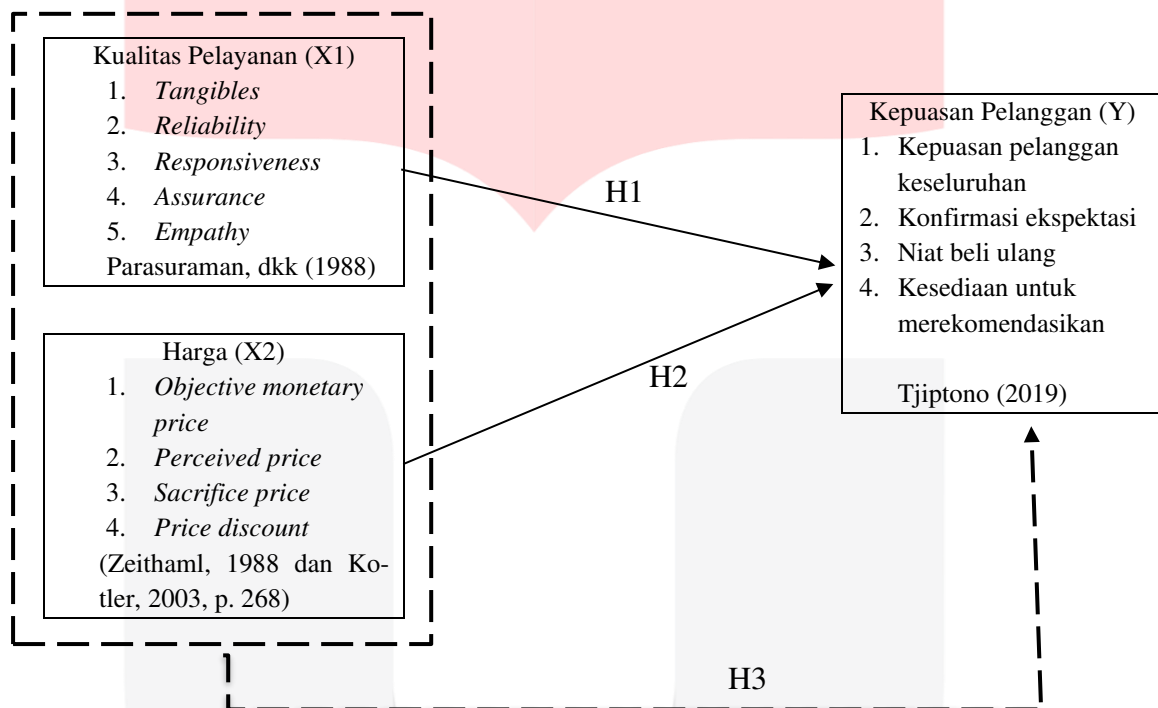 Kualitas Pelayanan (X1)
1. Tangibles
2. Reliability
3. Responsiveness
4. Assurance
5. Empathy
Parasuraman, dkk (1988)
Harga (X2)
1. Objective monetary
price
2. Perceived price
3. Sacrifice price
4. Price discount
(Zeithaml, 1988 dan Ko-
tler, 2003, p. 268)
H1
H2
Kepuasan Pelanggan (Y)
1. Kepuasan pelanggan
keseluruhan
2. Konfirmasi ekspektasi
3. Niat beli ulang
4. Kesediaan untuk
merekomendasikan
Tjiptono (2019)
H3